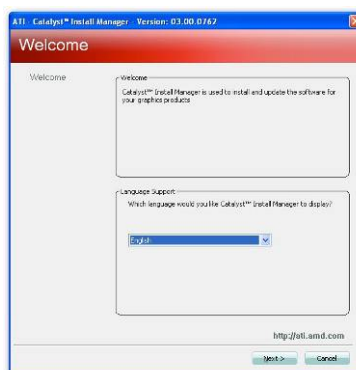 ATI - Catalyst™ Install Manager - Version: 03.00.0762
Welcome
Welcome
Welcome
Catalyst™ Install Manager is used to install and update the software for
your graphics products
Language Support
Which language would you like Catalyst™ Install Manager to display?
English
http://ati.amd.com
Next >
Cancel